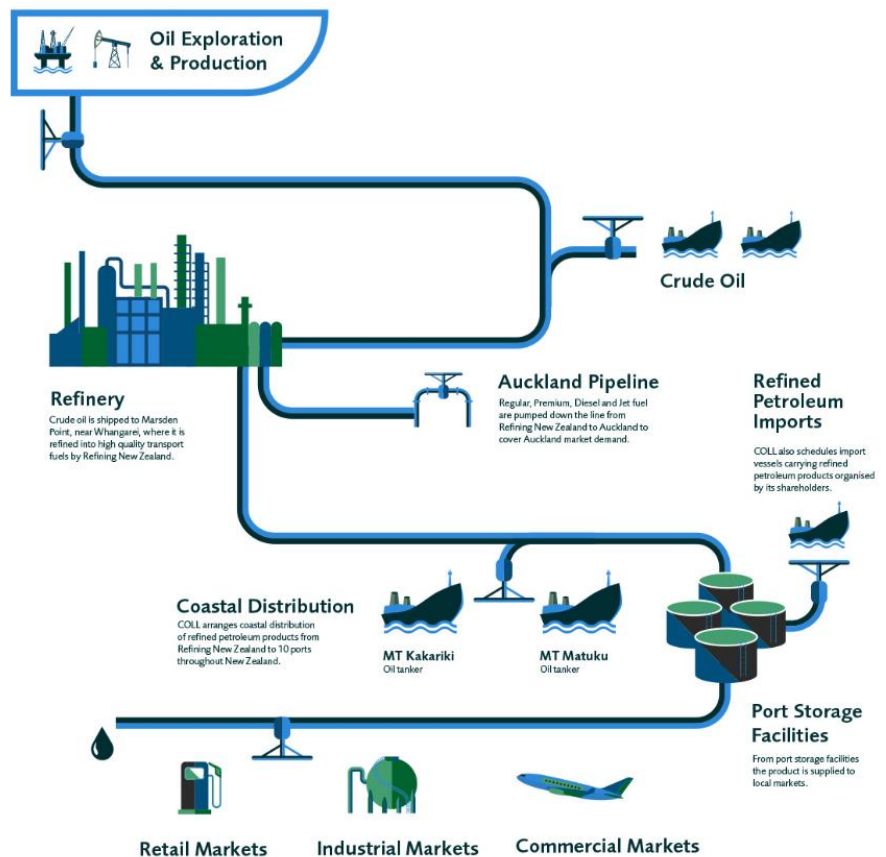 Oil Exploration
& Production
Crude Oil
Refinery
Crude oil is shipped to Marsden
Point, near Whangarei, where it is
refined into high quality transport
fuels by Refining New Zealand.
Auckland Pipeline
Regular, Premium, Diesel and Jet fuel
are pumped down the line from
Refining New Zealand to Auckland to
cover Auckland market demand.
Refined
Petroleum
Imports
COLL also schedules import
vessels carrying refined
petroleum products organised
by its shareholders.
Coastal Distribution
COLL arranges coastal distribution
of refined petroleum products from
Refining New Zealand to 10 ports
throughout New Zealand.
MT Kakariki
Oil tanker
MT Matuku
Oil tanker
Port Storage
Facilities
From port storage facilities
the product is supplied to
local markets.
Retail Markets
Industrial Markets
Commercial Markets